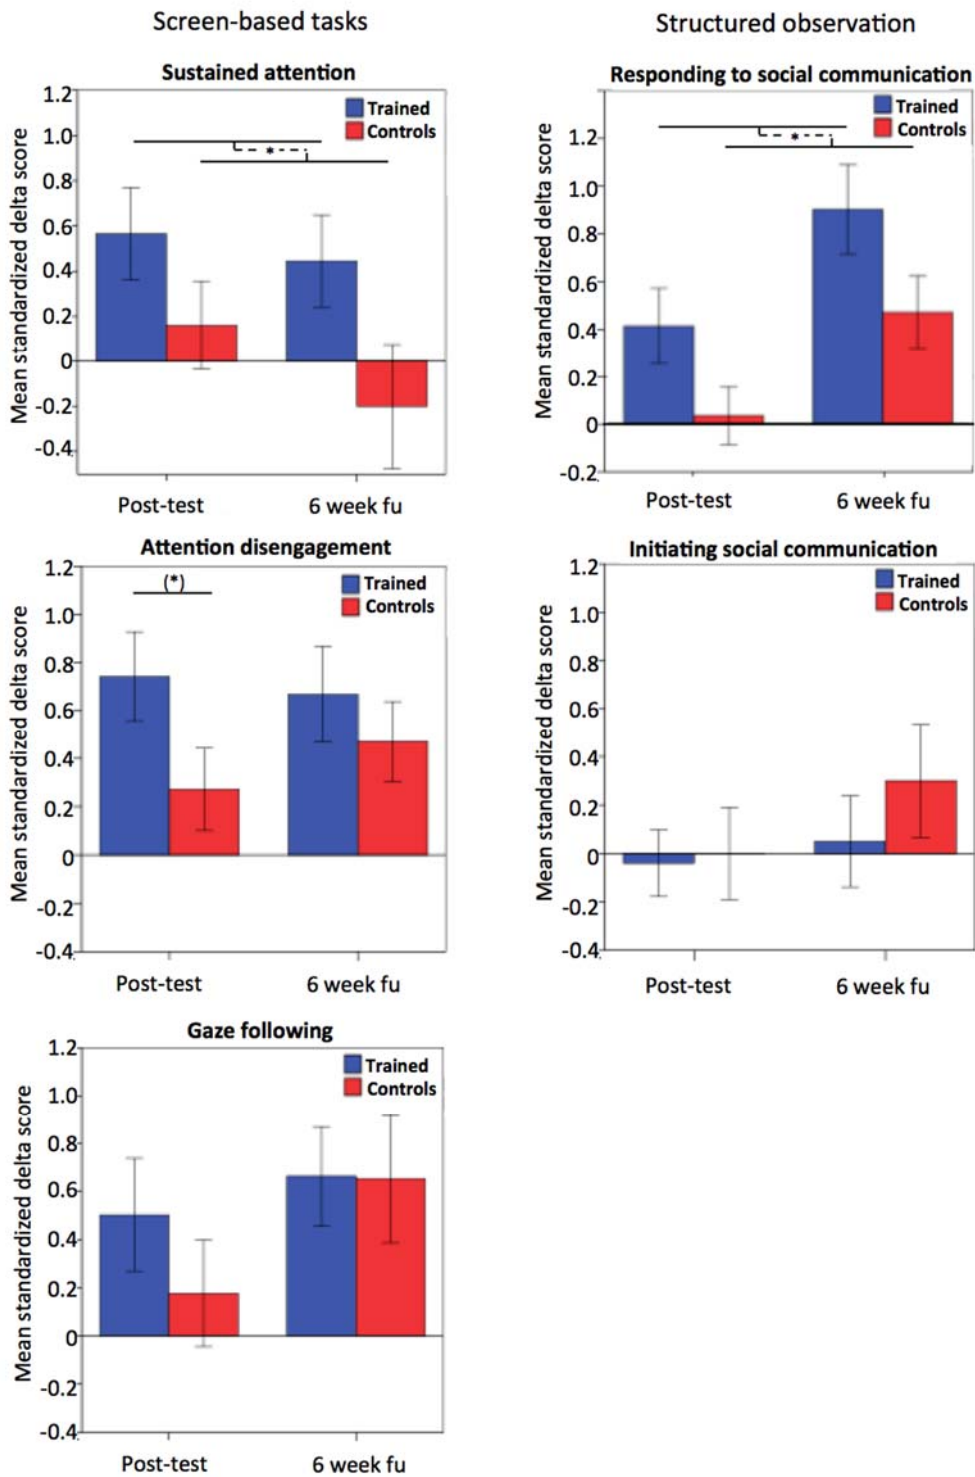 Screen-based tasks
Structured observation
Sustained attention
Mean standardized delta score
1.2
1.0
0.8
0.6
0.4
0.2
0
-0.2
-0.4
Trained
Controls
*
Post-test
6 week fu
Responding to social communication
Mean standardized delta score
1.2
1.0
0.8
0.6
0.4
0.2
0
-0.2
Trained
Controls
*
Post-test
6 week fu
Attention disengagement
Mean standardized delta score
1.2
1.0
0.8
0.6
0.4
0.2
0
-0.2
-0.4
(*)
Trained
Controls
Post-test
6 week fu
Initiating social communication
Mean standardized delta score
1.2
1.0
0.8
0.6
0.4
0.2
0
-0.2
-0.4
Trained
Controls
Post-test
6 week fu
Gaze following
Mean standardized delta score
1.2
1.0
0.8
0.6
0.4
0.2
0
-0.2
-0.4
Trained
Controls
Post-test
6 week fu